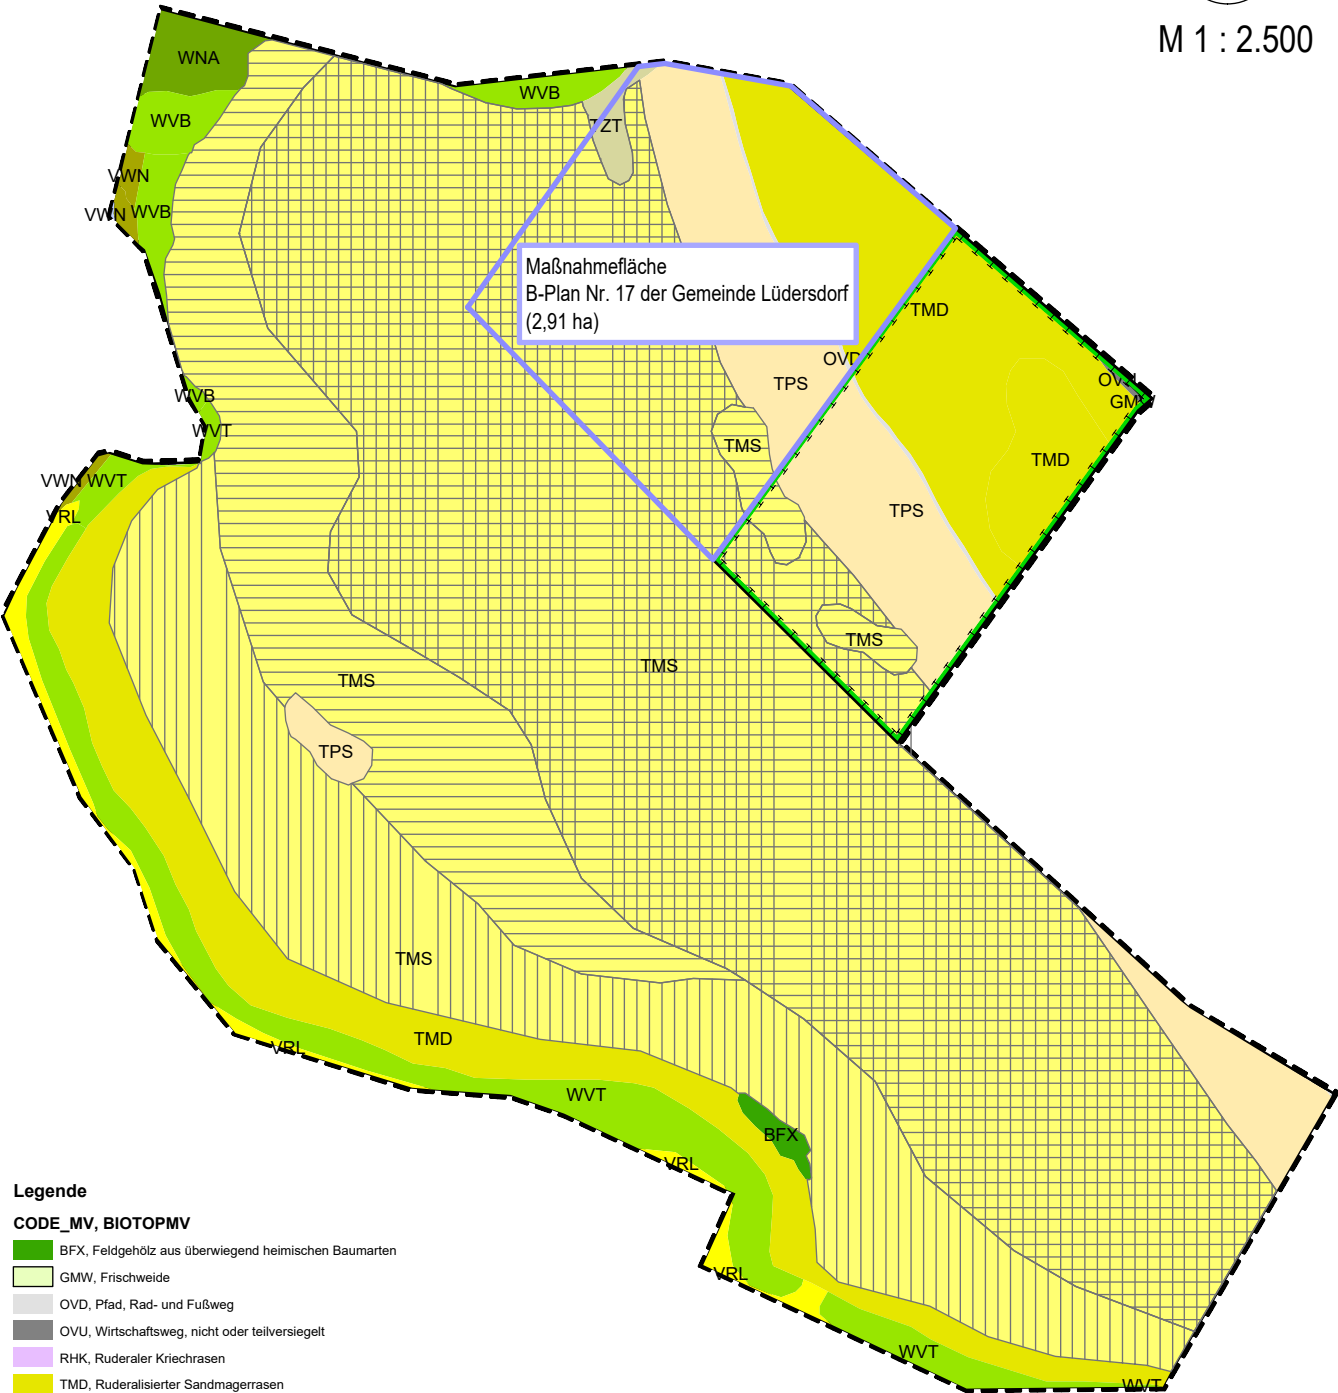 M 1 : 2.500
WNA
WVB
WVB
TZT
VWN
VWN
WVB
Maßnahmefläche
B-Plan Nr. 17 der Gemeinde Lüdersdorf
(2,91 ha)
TMD
OVD
OVU
GMW
TPS
WVB
WVT
TMS
TMD
VWN
WVT
VRL
TPS
TMS
TMS
TMS
TPS
TMS
TMD
VRL
WVT
BFX
VRL
VRL
WVT
WVT
Legende
CODE_MV, BIOTOPMV
BFX, Feldgehölz aus überwiegend heimischen Baumarten
GMW, Frischweide
OVD, Pfad, Rad- und Fußweg
OVU, Wirtschaftsweg, nicht oder teilversiegelt
RHK, Ruderaler Kriechrasen
TMD, Ruderalisierter Sandmagerrasen